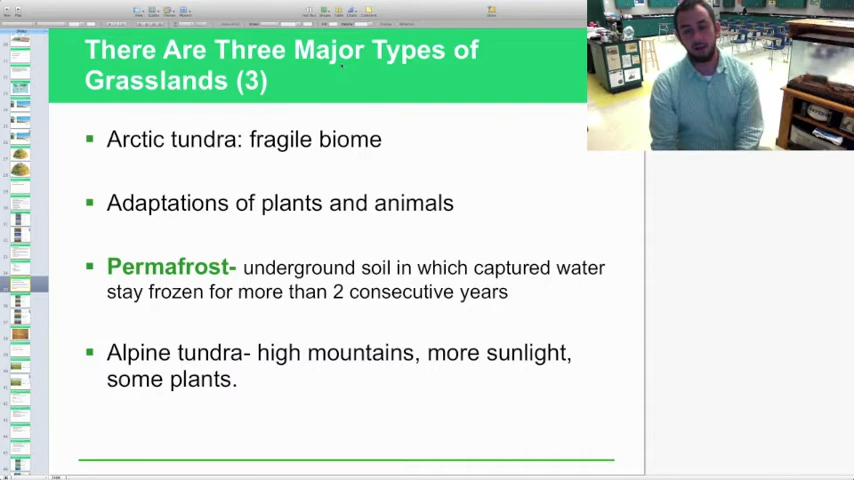 There Are Three Major Types of
Grasslands (3)
Arctic tundra: fragile biome
Adaptations of plants and animals
Permafrost- underground soil in which captured water
stay frozen for more than 2 consecutive years
Alpine tundra- high mountains, more sunlight,
some plants.